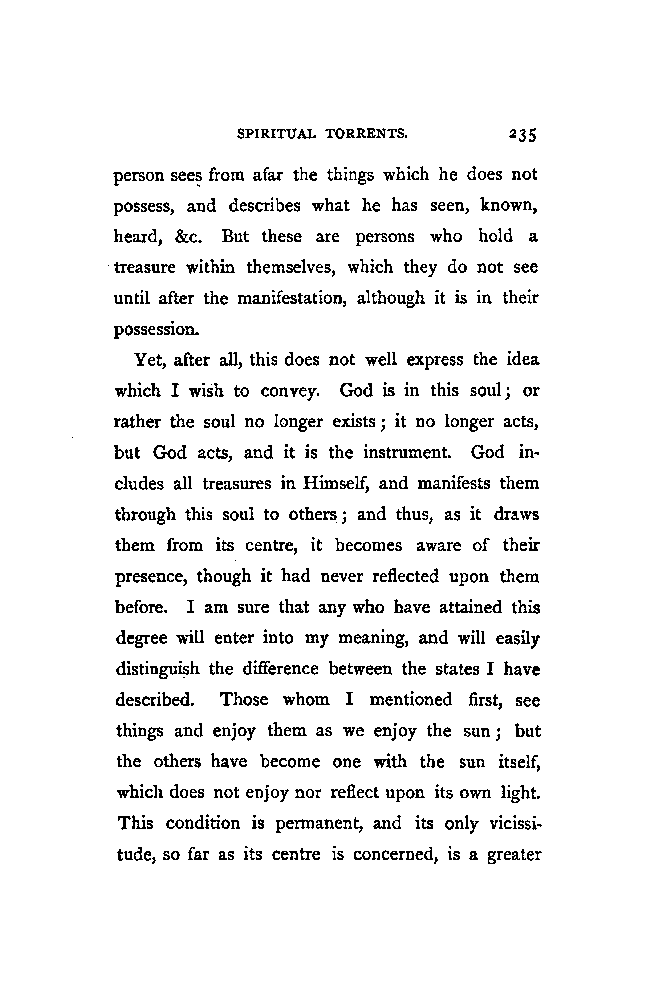 SPIRITUAL TORRENTS. 235
person sees from afar the things which he does not
possess, and describes what he has seen, known,
heard, &c. But these are persons who hold a
treasure within themselves, which they do not see
until after the manifestation, although it is in their
possession.
Yet, after all, this does not well express the idea
which I wish to convey. God is in this soul; or
rather the soul no longer exists; it no longer acts,
but God acts, and it is the instrument. God in-
cludes all treasures in Himself, and manifests them
through this soul to others; and thus, as it draws
them from its centre, it becomes aware of their
presence, though it had never reflected upon them
before. I am sure that any who have attained this
degree will enter into my meaning, and will easily
distinguish the difference between the states I have
described. Those whom I mentioned first, see
things and enjoy them as we enjoy the sun; but
the others have become one with the sun itself,
which does not enjoy nor reflect upon its own light.
This condition is permanent, and its only vicissi-
tude, so far as its centre is concerned, is a greater